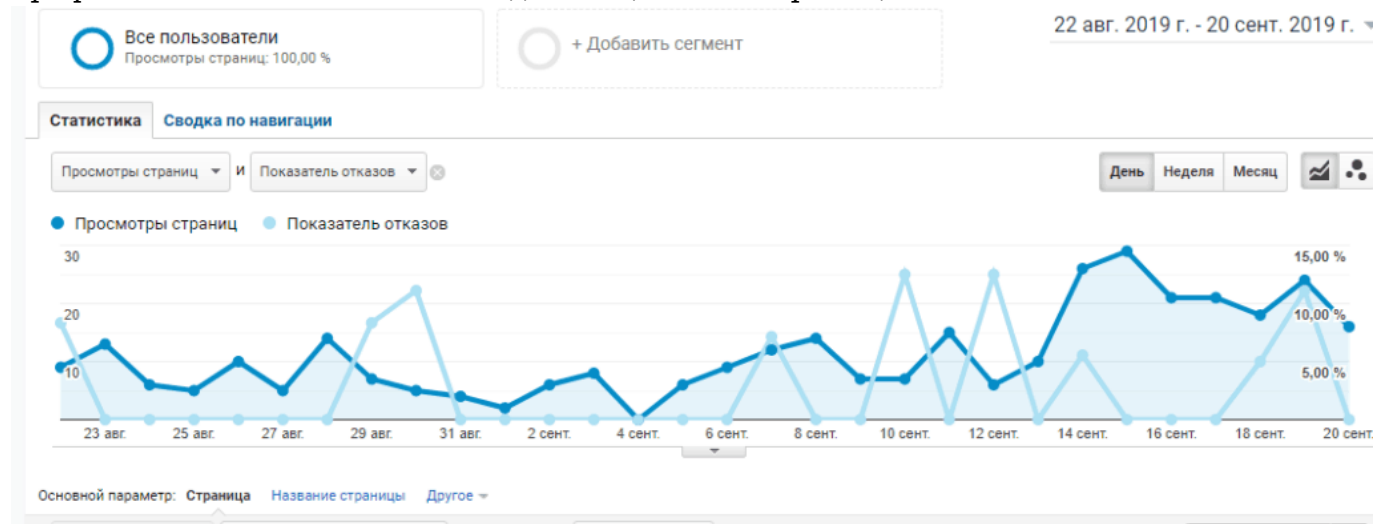 Все пользователи
Просмотры страниц: 100,00 %
+ Добавить сегмент
22 авг. 2019 г. - 20 сент. 2019 г.
Статистика Сводка по навигации
Просмотры страниц и Показатель отказов
День Неделя Месяц
Просмотры страниц Показатель отказов
30 15,00 %
20 10,00 %
10 5,00 %
23 авг. 25 авг. 27 авг. 29 авг. 31 авг. 2 сент. 4 сент. 6 сент. 8 сент. 10 сент. 12 сент. 14 сент. 16 сент. 18 сент. 20 сент.
Основной параметр: Страница Название страницы Другое